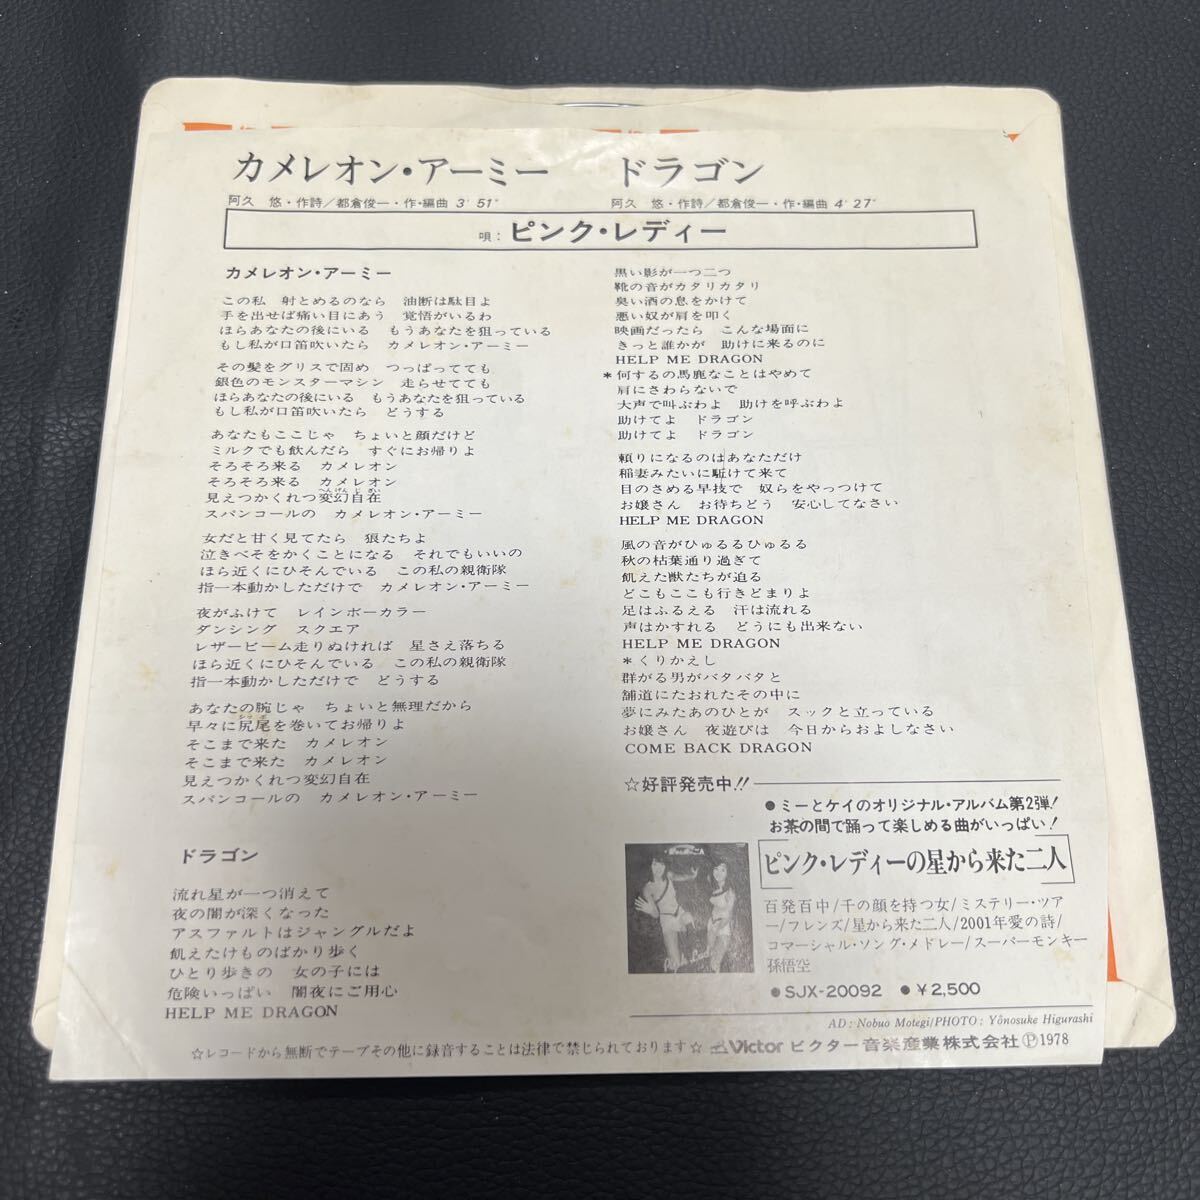 カメレオン・アーミー
阿久 悠・作詩/都倉俊一・作・編曲 3'51"
ドラゴン
阿久 悠・作詩/都倉俊一・作・編曲 4'27"
唄：ピンク・レディー
カメレオン・アーミー
この私 射とめるのなら 油断は駄目よ
手を出せば痛い目にあう 覚悟がいるわ
ほらあなたの後にいる もうあなたを狙っている
もし私が口笛吹いたら カメレオン・アーミー
その髪をグリスで固め つっぱってても
銀色のモンスターマシン 走らせてても
ほらあなたの後にいる もうあなたを狙っている
もし私が口笛吹いたら どうする
あなたもここじゃ ちょいと顔だけど
ミルクでも飲んだら すぐにお帰りよ
そろそろ来る カメレオン
そろそろ来る カメレオン
見えつかくれつ変幻自在
スパンコールの カメレオン・アーミー
女だと甘く見てたら 狼たちよ
泣きべそをかくことになる それでもいいの
ほら近くにひそんでいる この私の親衛隊
指一本動かしただけで カメレオン・アーミー
夜がふけて レインボーカラー
ダンシング スクエア
レザービーム走りぬければ 星さえ落ちる
ほら近くにひそんでいる この私の親衛隊
指一本動かしただけで どうする
あなたの腕じゃ ちょいと無理だから
早々に尻尾を巻いてお帰りよ
そこまで来た カメレオン
そこまで来た カメレオン
見えつかくれつ変幻自在
スパンコールの カメレオン・アーミー
ドラゴン
流れ星が一つ消えて
夜の闇が深くなった
アスファルトはジャングルだよ
飢えたけものばかり歩く
ひとり歩きの 女の子には
危険いっぱい 闇夜にご用心
HELP ME DRAGON
黒い影が一つ二つ
靴の音がカタリカタリ
臭い酒の息をかけて
悪い奴が肩を叩く
映画だったら こんな場面に
きっと誰かが 助けに来るのに
HELP ME DRAGON
*何するの馬鹿なことはやめて
肩にさわらないで
大声で叫ぶわよ 助けを呼ぶわよ
助けてよ ドラゴン
助けてよ ドラゴン
頼りになるのはあなただけ
稲妻みたいに駈けて来て
目のさめる早技で 奴らをやっつけて
お嬢さん お待ちどう 安心してなさい
HELP ME DRAGON
風の音がひゅるるひゅるる
秋の枯葉通り過ぎて
飢えた獣たちが迫る
どこもここも行きどまりよ
足はふるえる 汗は流れる
声はかすれる どうにも出来ない
HELP ME DRAGON
*くりかえし
群がる男がバタバタと
舗道にたおれたその中に
夢にみたあのひとが スックと立っている
お嬢さん 夜遊びは 今日からおよしなさい
COME BACK DRAGON
☆好評発売中!!
●ミーとケイのオリジナル・アルバム第2弾!
お茶の間で踊って楽しめる曲がいっぱい!
ピンク・レディーの星から来た二人
百発百中/千の顔を持つ女/ミステリー・ツア
ー/フレンズ/星から来た二人/2001年愛の詩/
コマーシャル・ソング・メドレー/スーパーモンキー
孫悟空
●SJX-20092 ●¥2,500
AD：Nobuo Motegi/PHOTO：Yônosuke Higurashi
☆レコードから無断でテープその他に録音することは法律で禁じられております☆ Victor ビクター音楽産業株式会社Ⓟ1978